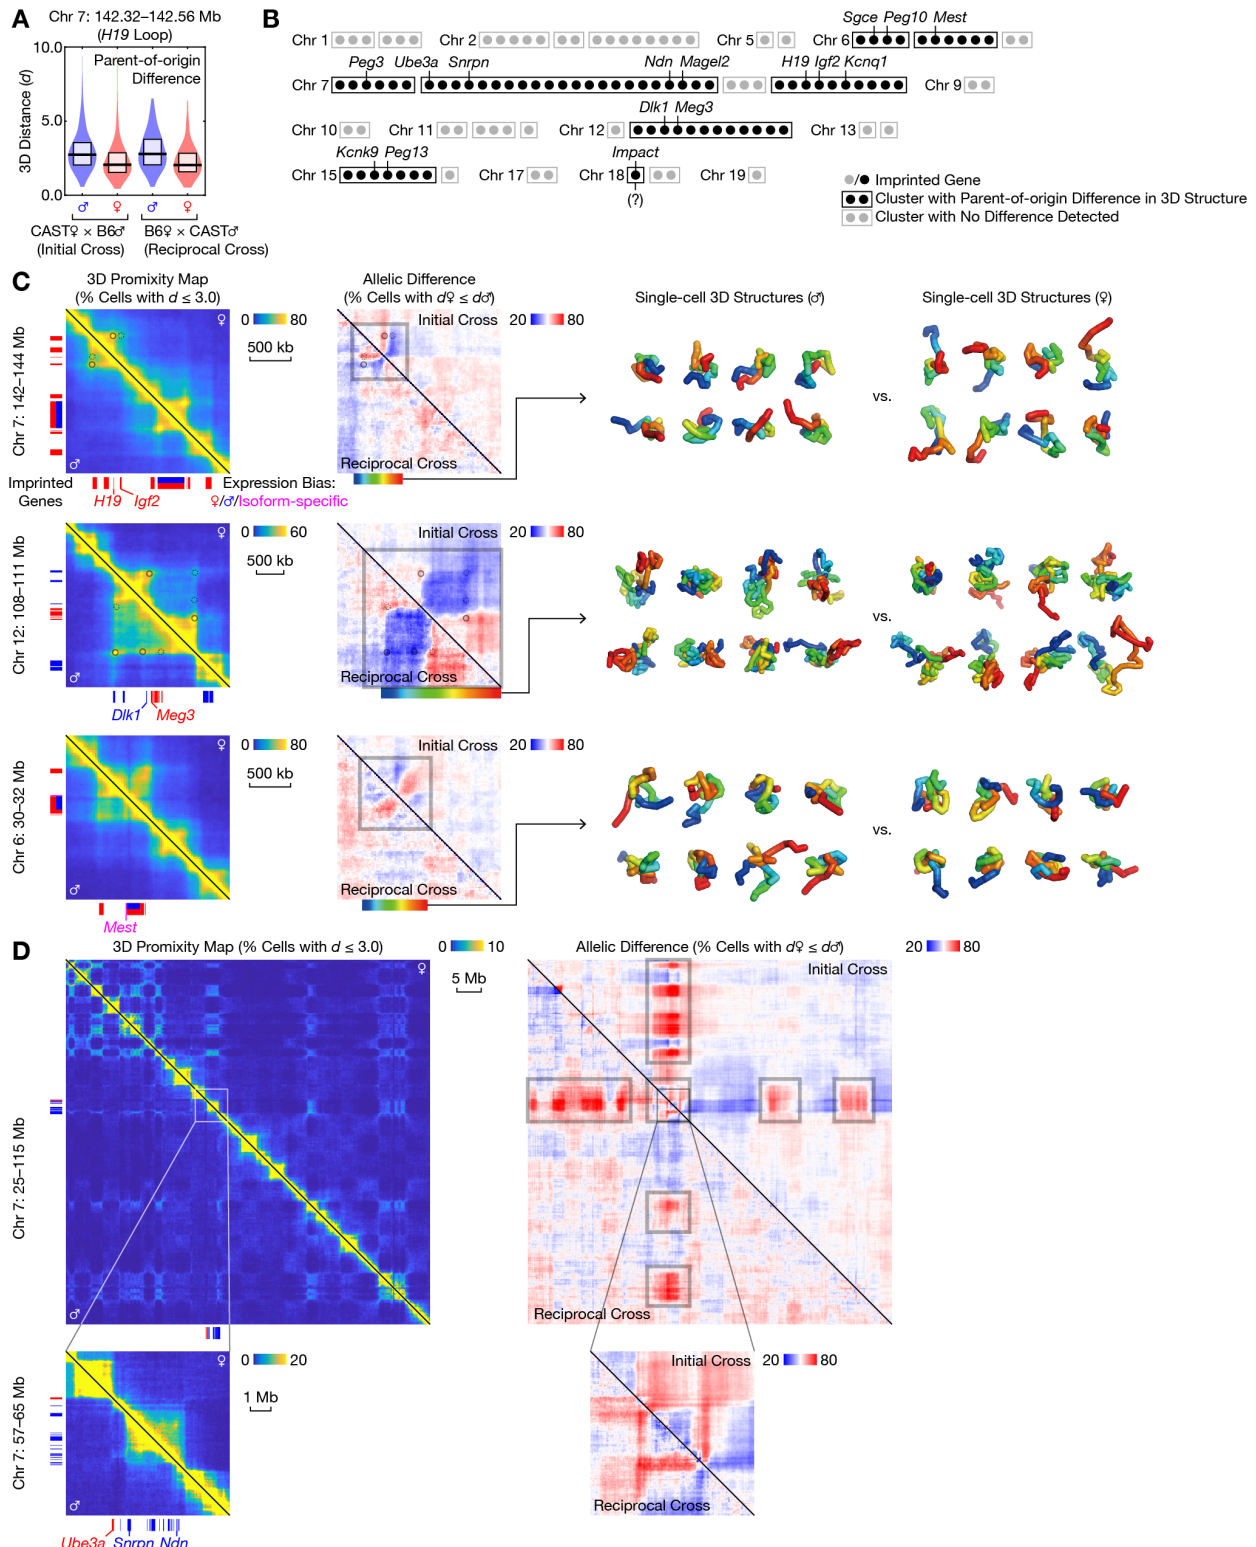 A
Chr 7: 142.32–142.56 Mb
(H19 Loop)
10.0
5.0
0.0
3D Distance (d)
Parent-of-origin
Difference
♂ ♀ ♂ ♀
CAST♀ × B6♂
(Initial Cross)
B6♀ × CAST♂
(Reciprocal Cross)
B
Sgce Peg10 Mest
Chr 1 Chr 2 Chr 5 Chr 6
Peg3 Ube3a Snrpn Ndn Magel2 H19 Igf2 Kcnq1
Chr 7 Chr 9
Dlk1 Meg3
Chr 10 Chr 11 Chr 12 Chr 13
Kcnk9 Peg13 Impact
Chr 15 Chr 17 Chr 18 Chr 19
(?)
/ Imprinted Gene
Cluster with Parent-of-origin Difference in 3D Structure
Cluster with No Difference Detected
C
3D Promixity Map
(% Cells with d ≤ 3.0)
Allelic Difference
(% Cells with d♀ ≤ d♂)
Single-cell 3D Structures (♂)
Single-cell 3D Structures (♀)
Chr 7: 142–144 Mb
♀
♂
0 80
500 kb
Initial Cross
Reciprocal Cross
20 80
vs.
Imprinted
Genes
H19 Igf2
Expression Bias:
♀/♂/Isoform-specific
Chr 12: 108–111 Mb
♀
♂
0 60
500 kb
Initial Cross
Reciprocal Cross
20 80
vs.
Dlk1 Meg3
Chr 6: 30–32 Mb
♀
♂
0 80
500 kb
Initial Cross
Reciprocal Cross
20 80
vs.
Mest
D
3D Promixity Map (% Cells with d ≤ 3.0)
0 10
5 Mb
Allelic Difference (% Cells with d♀ ≤ d♂)
20 80
Chr 7: 25–115 Mb
♀
♂
Initial Cross
Reciprocal Cross
Chr 7: 57–65 Mb
♀
♂
0 20
1 Mb
Initial Cross
Reciprocal Cross
20 80
Ube3a Snrpn Ndn